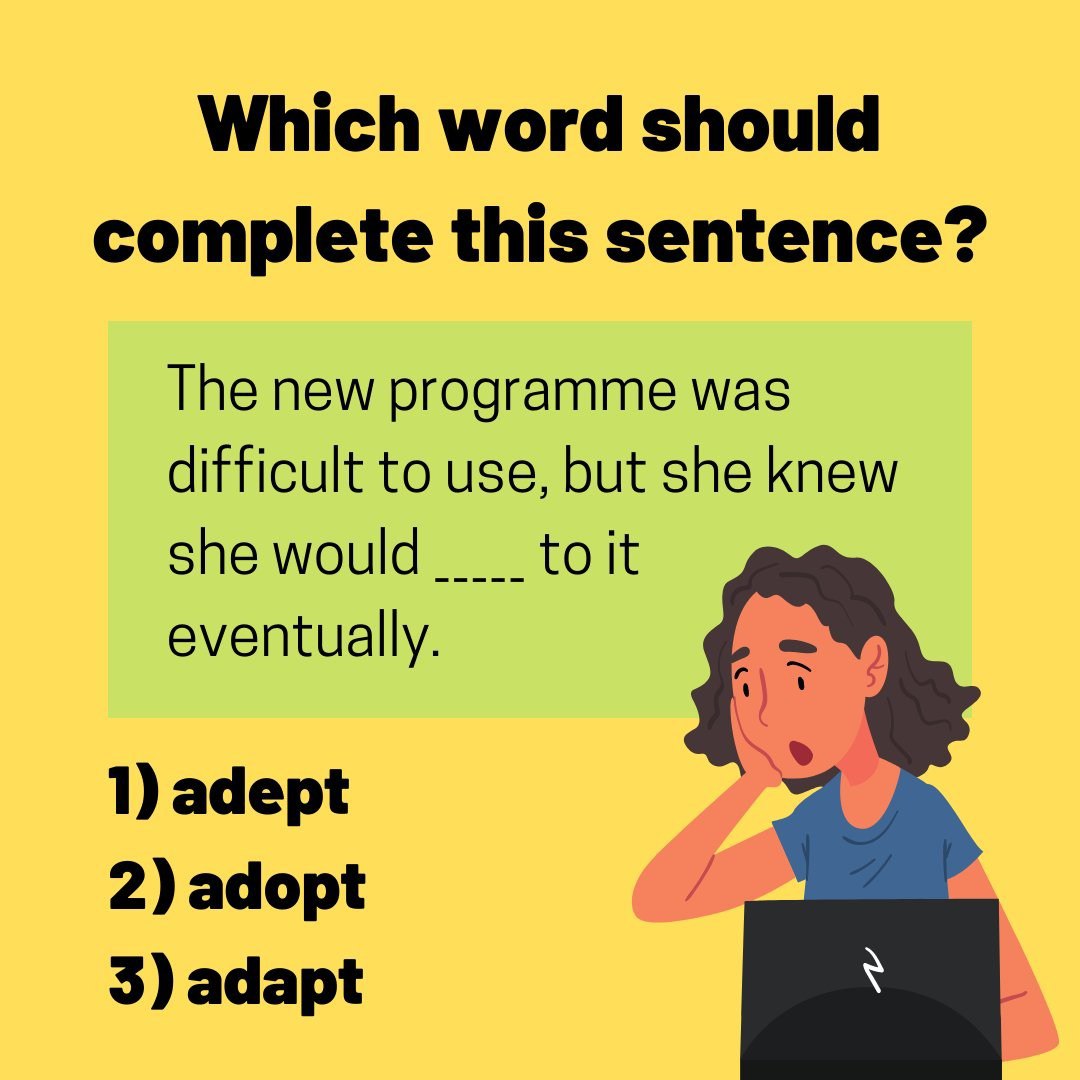 Which word should
complete this sentence?
The new programme was
difficult to use, but she knew
she would _____ to it
eventually.
1) adept
2) adopt
3) adapt